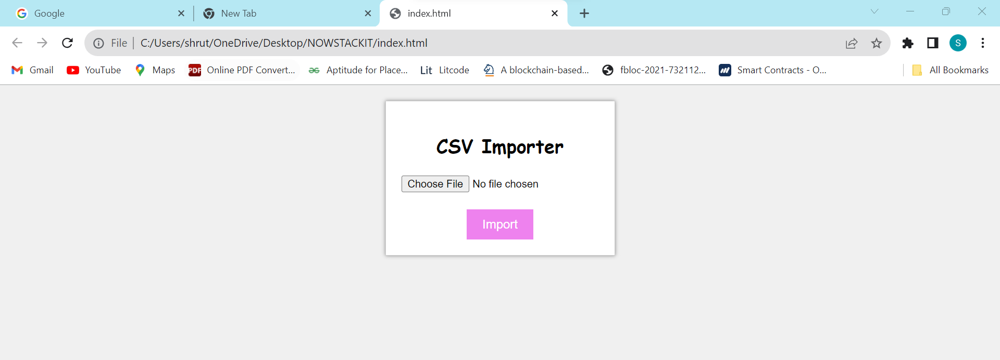 Google New Tab index.html
File C:/Users/shrut/OneDrive/Desktop/NOWSTACKIT/index.html S
Gmail YouTube Maps PDF Online PDF Convert... Aptitude for Place... Lit Litcode A blockchain-based... fbloc-2021-732112... Smart Contracts - O... All Bookmarks
CSV Importer
Choose File No file chosen
Import